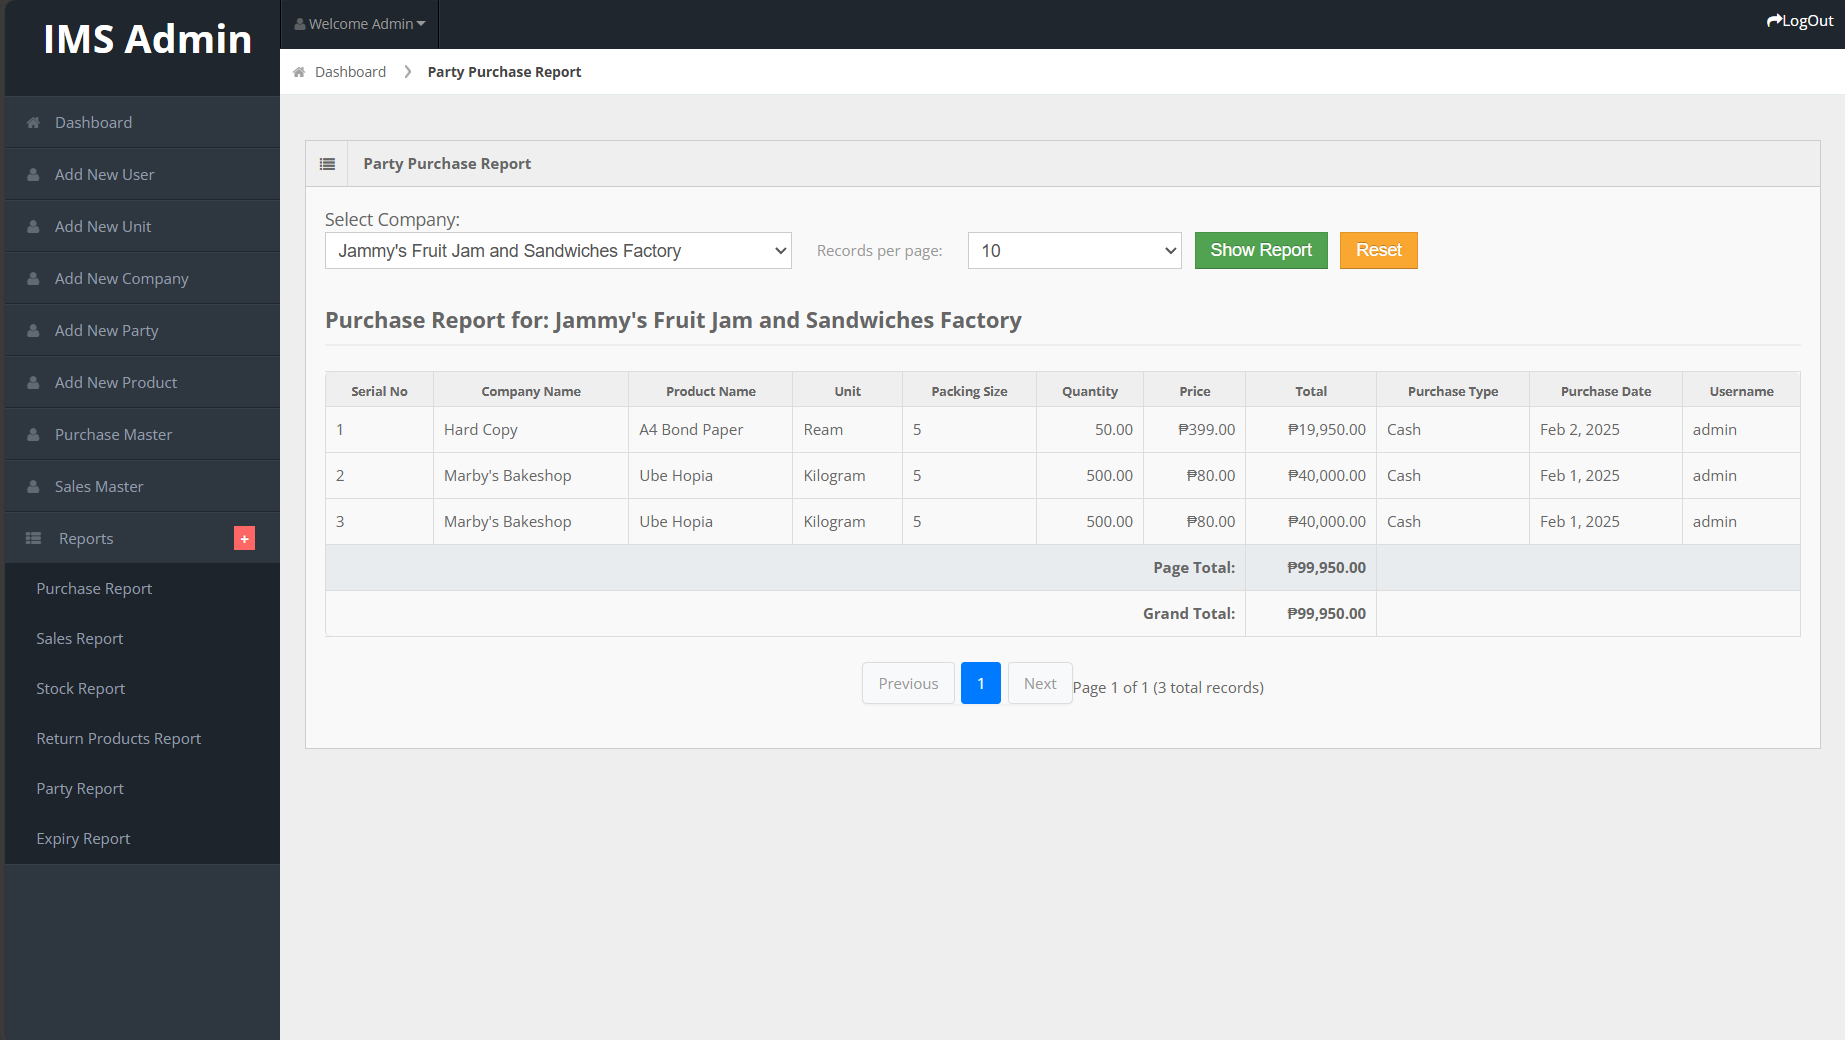 IMS Admin
Welcome Admin
LogOut
Dashboard
Party Purchase Report
Dashboard
Add New User
Add New Unit
Add New Company
Add New Party
Add New Product
Purchase Master
Sales Master
Reports +
Purchase Report
Sales Report
Stock Report
Return Products Report
Party Report
Expiry Report
Party Purchase Report
Select Company:
Jammy's Fruit Jam and Sandwiches Factory Records per page: 10 Show Report Reset
Purchase Report for: Jammy's Fruit Jam and Sandwiches Factory
Serial No Company Name Product Name Unit Packing Size Quantity Price Total Purchase Type Purchase Date Username
1 Hard Copy A4 Bond Paper Ream 5 50.00 ₱399.00 ₱19,950.00 Cash Feb 2, 2025 admin
2 Marby's Bakeshop Ube Hopia Kilogram 5 500.00 ₱80.00 ₱40,000.00 Cash Feb 1, 2025 admin
3 Marby's Bakeshop Ube Hopia Kilogram 5 500.00 ₱80.00 ₱40,000.00 Cash Feb 1, 2025 admin
Page Total: ₱99,950.00
Grand Total: ₱99,950.00
Previous 1 Next Page 1 of 1 (3 total records)